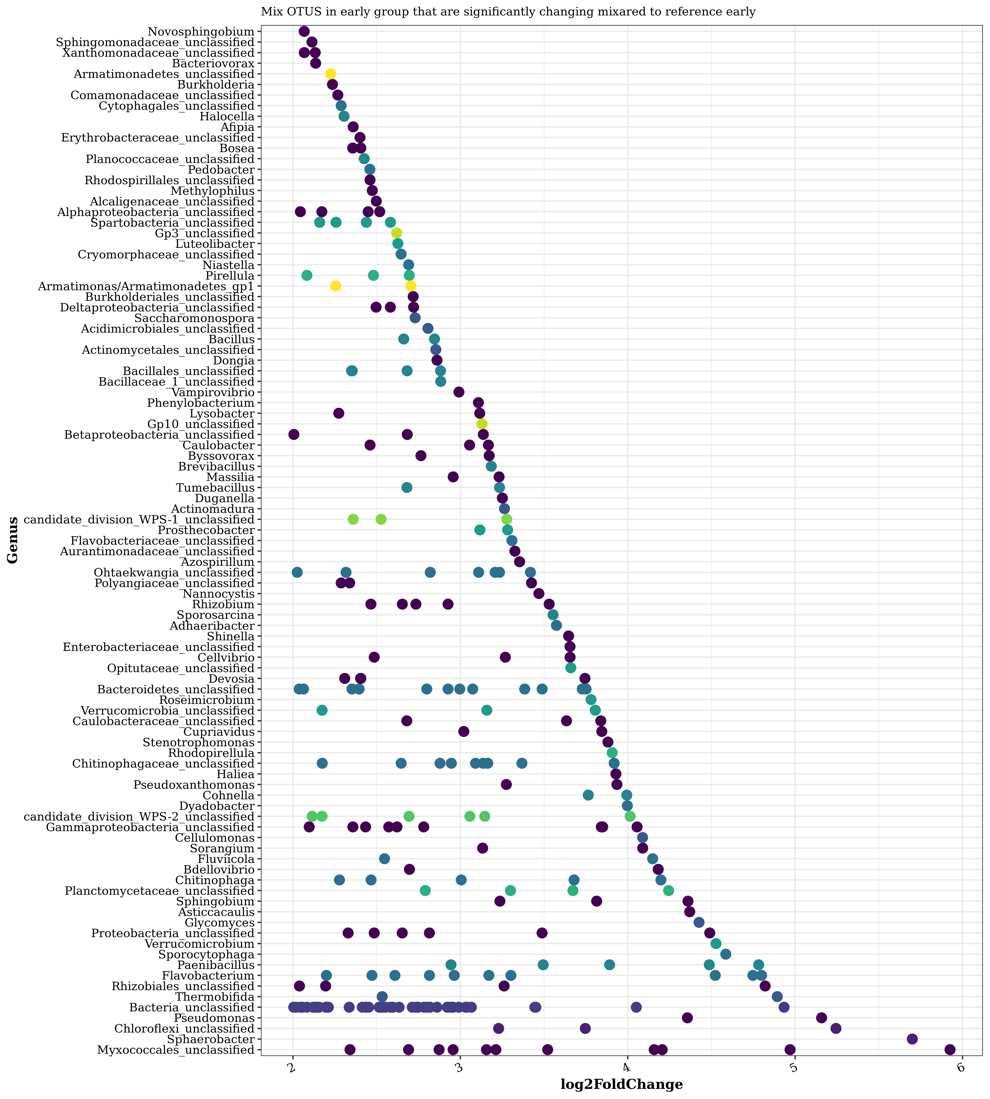 Mix OTUS in early group that are significantly changing mixared to reference early
Novosphingobium
Sphingomonadaceae_unclassified
Xanthomonadaceae_unclassified
Bacteriovorax
Armatimonadetes_unclassified
Burkholderia
Comamonadaceae_unclassified
Cytophagales_unclassified
Halocella
Afipia
Erythrobacteraceae_unclassified
Bosea
Planococcaceae_unclassified
Pedobacter
Rhodospirillales_unclassified
Methylophilus
Alcaligenaceae_unclassified
Alphaproteobacteria_unclassified
Spartobacteria_unclassified
Gp3_unclassified
Luteolibacter
Cryomorphaceae_unclassified
Niastella
Pirellula
Armatimonas/Armatimonadetes_gp1
Burkholderiales_unclassified
Deltaproteobacteria_unclassified
Saccharomonospora
Acidimicrobiales_unclassified
Bacillus
Actinomycetales_unclassified
Dongia
Bacillales_unclassified
Bacillaceae_1_unclassified
Vampirovibrio
Phenylobacterium
Lysobacter
Gp10_unclassified
Betaproteobacteria_unclassified
Caulobacter
Byssovorax
Brevibacillus
Massilia
Tumebacillus
Duganella
Actinomadura
candidate_division_WPS-1_unclassified
Prosthecobacter
Flavobacteriaceae_unclassified
Aurantimonadaceae_unclassified
Azospirillum
Ohtaekwangia_unclassified
Polyangiaceae_unclassified
Nannocystis
Rhizobium
Sporosarcina
Adhaeribacter
Shinella
Enterobacteriaceae_unclassified
Cellvibrio
Opitutaceae_unclassified
Devosia
Bacteroidetes_unclassified
Roseimicrobium
Verrucomicrobia_unclassified
Caulobacteraceae_unclassified
Cupriavidus
Stenotrophomonas
Rhodopirellula
Chitinophagaceae_unclassified
Haliea
Pseudoxanthomonas
Cohnella
Dyadobacter
candidate_division_WPS-2_unclassified
Gammaproteobacteria_unclassified
Cellulomonas
Sorangium
Fluviicola
Bdellovibrio
Chitinophaga
Planctomycetaceae_unclassified
Sphingobium
Asticcacaulis
Glycomyces
Proteobacteria_unclassified
Verrucomicrobium
Sporocytophaga
Paenibacillus
Flavobacterium
Rhizobiales_unclassified
Thermobifida
Bacteria_unclassified
Pseudomonas
Chloroflexi_unclassified
Sphaerobacter
Myxococcales_unclassified
Genus
2 3 4 5 6
log2FoldChange